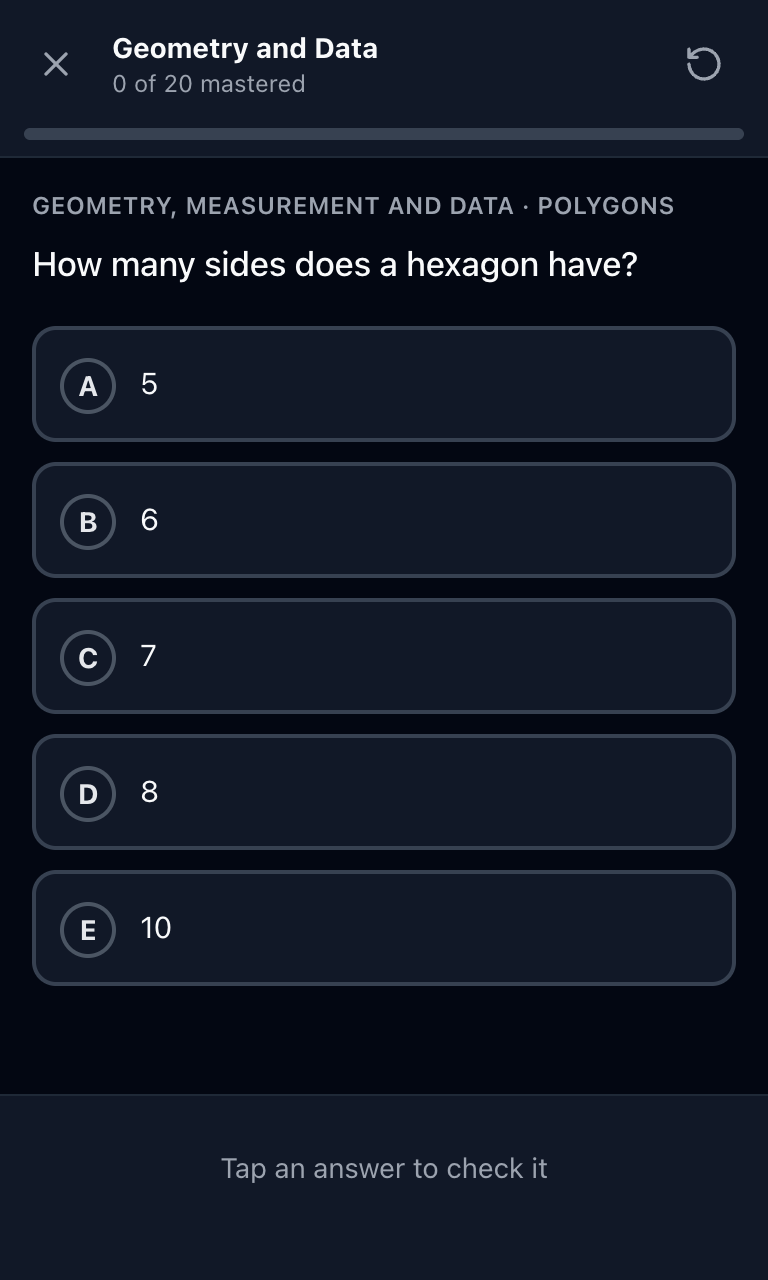 Geometry and Data
0 of 20 mastered
GEOMETRY, MEASUREMENT AND DATA · POLYGONS
How many sides does a hexagon have?
A 5
B 6
C 7
D 8
E 10
Tap an answer to check it